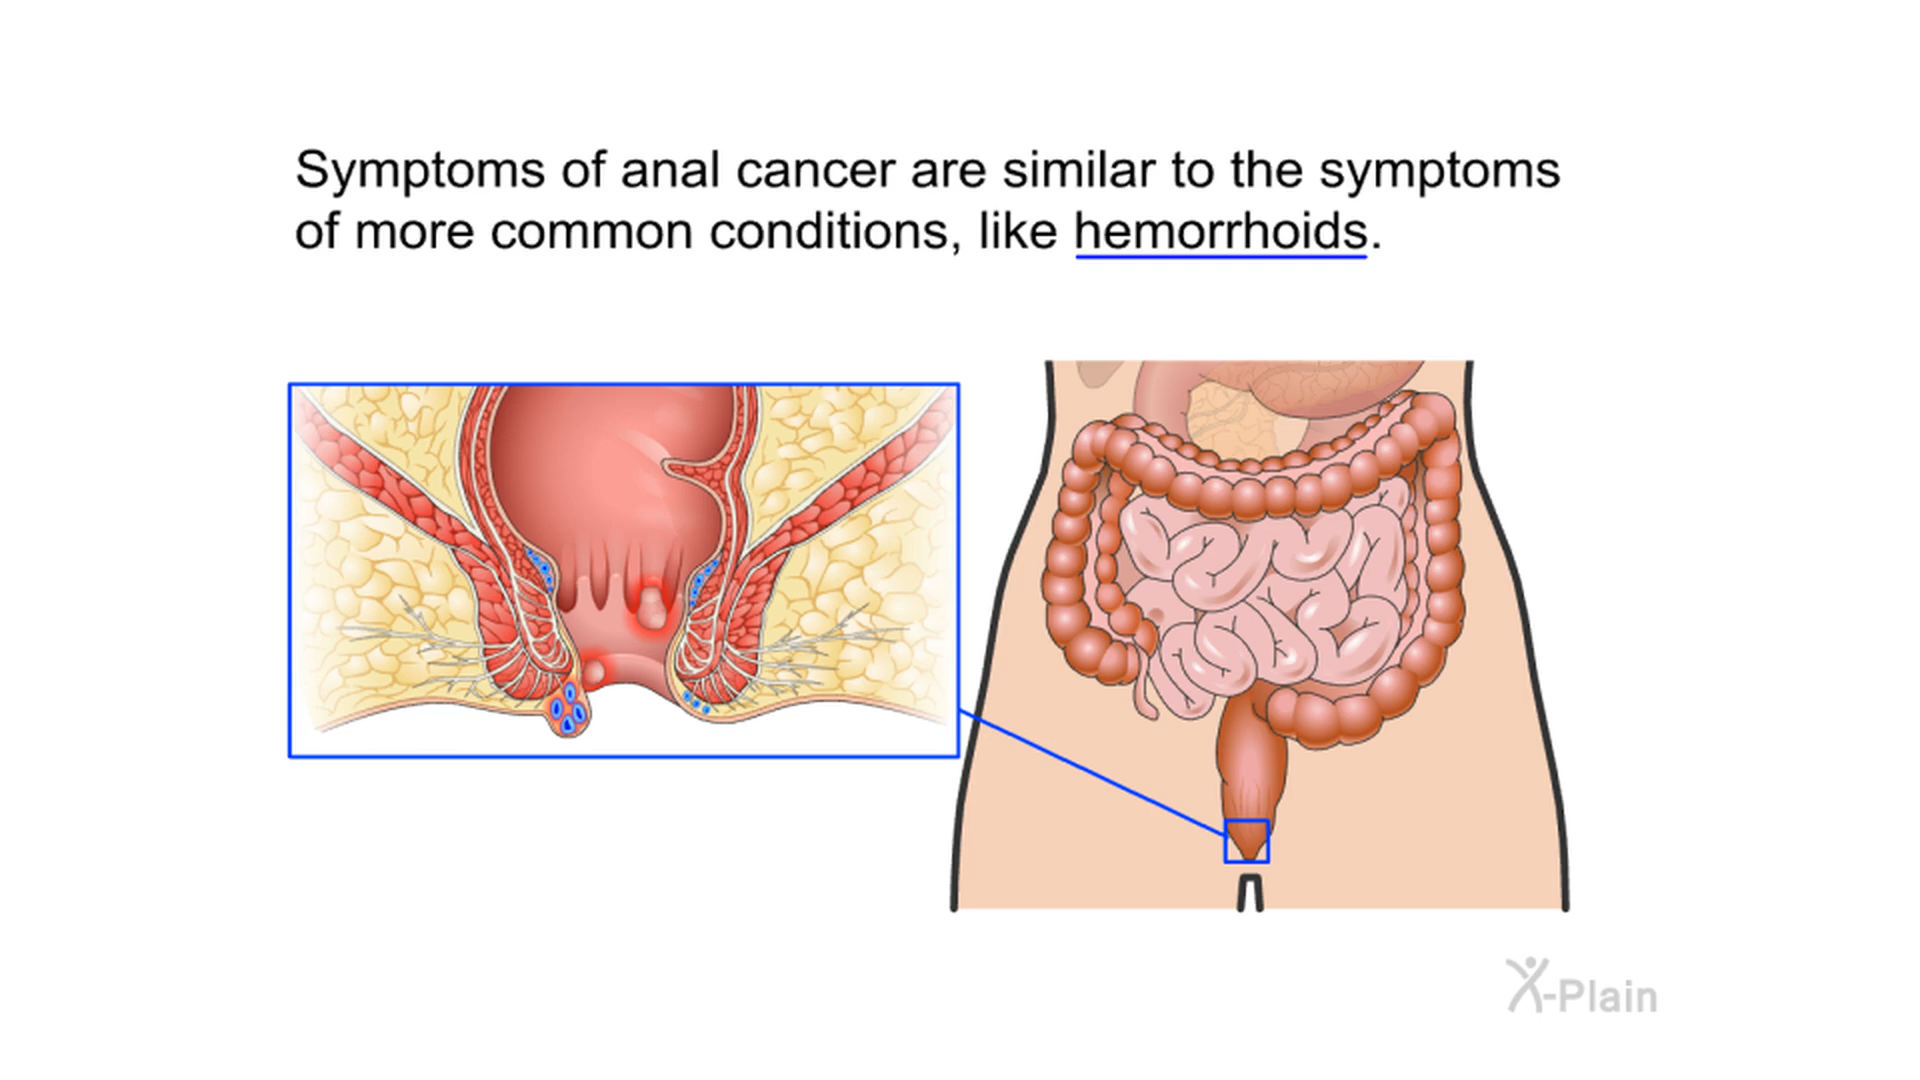 Symptoms of anal cancer are similar to the symptoms
of more common conditions, like hemorrhoids.
X-Plain